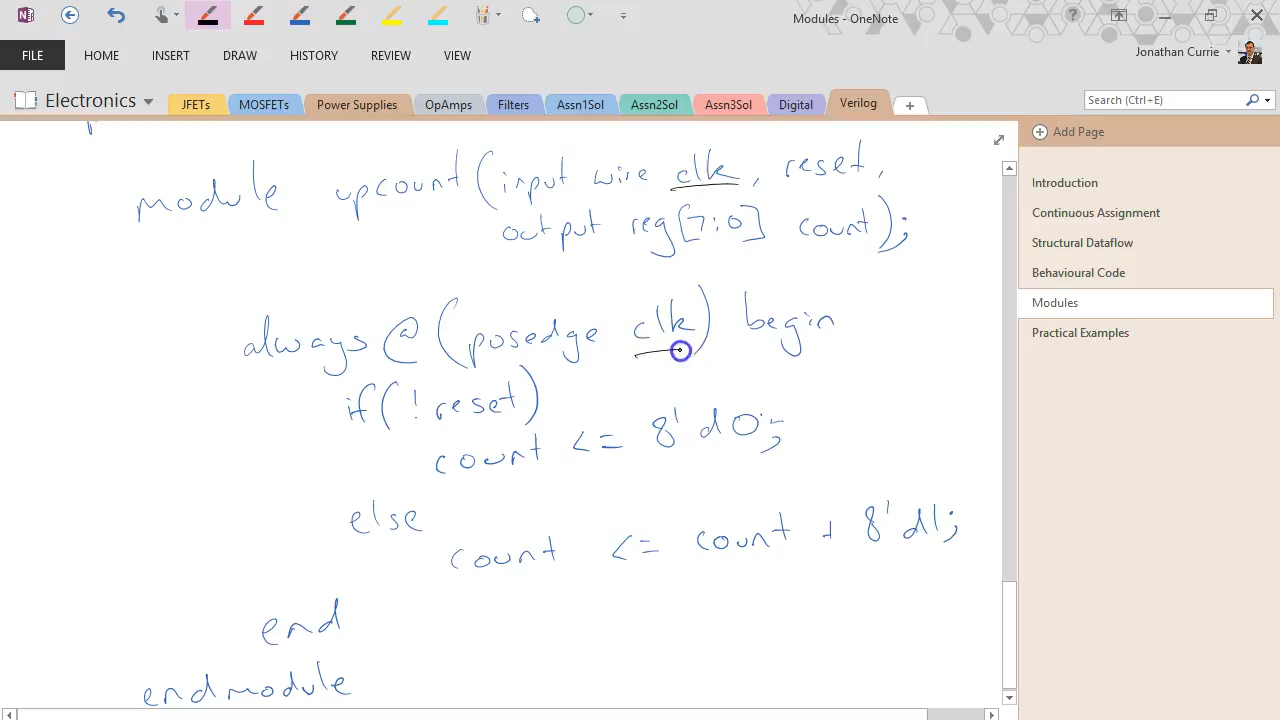 Modules - OneNote
Jonathan Currie
FILE HOME INSERT DRAW HISTORY REVIEW VIEW
Electronics JFETs MOSFETs Power Supplies OpAmps Filters Assn1Sol Assn2Sol Assn3Sol Digital Verilog
Search (Ctrl+E)
Add Page
Introduction
Continuous Assignment
Structural Dataflow
Behavioural Code
Modules
Practical Examples
module upcount(input wire clk, reset,
output reg[7:0] count);
always @ (posedge clk) begin
if(!reset)
count <= 8'd0;
else
count <= count + 8'd1;
end
endmodule